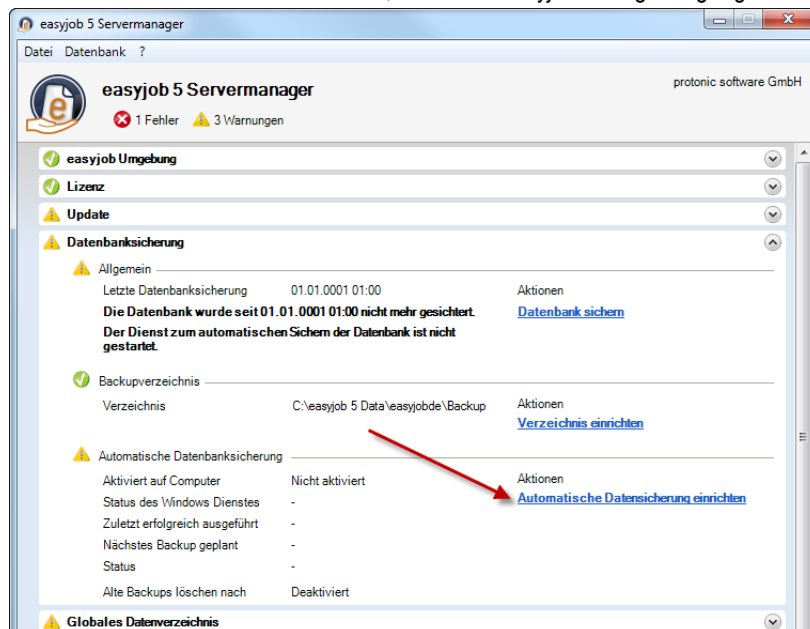 easyjob 5 Servermanager
Datei Datenbank ?
easyjob 5 Servermanager
protonic software GmbH
1 Fehler 3 Warnungen
easyjob Umgebung
Lizenz
Update
Datenbanksicherung
Allgemein
Letzte Datenbanksicherung 01.01.0001 01:00 Aktionen
Die Datenbank wurde seit 01.01.0001 01:00 nicht mehr gesichtert. Datenbank sichern
Der Dienst zum automatischen Sichern der Datenbank ist nicht
gestartet.
Backupverzeichnis
Verzeichnis C:\easyjob 5 Data\easyjobde\Backup Aktionen
Verzeichnis einrichten
Automatische Datenbanksicherung
Aktiviert auf Computer Nicht aktiviert Aktionen
Status des Windows Dienstes - Automatische Datensicherung einrichten
Zuletzt erfolgreich ausgeführt -
Nächstes Backup geplant -
Status -
Alte Backups löschen nach Deaktiviert
Globales Datenverzeichnis